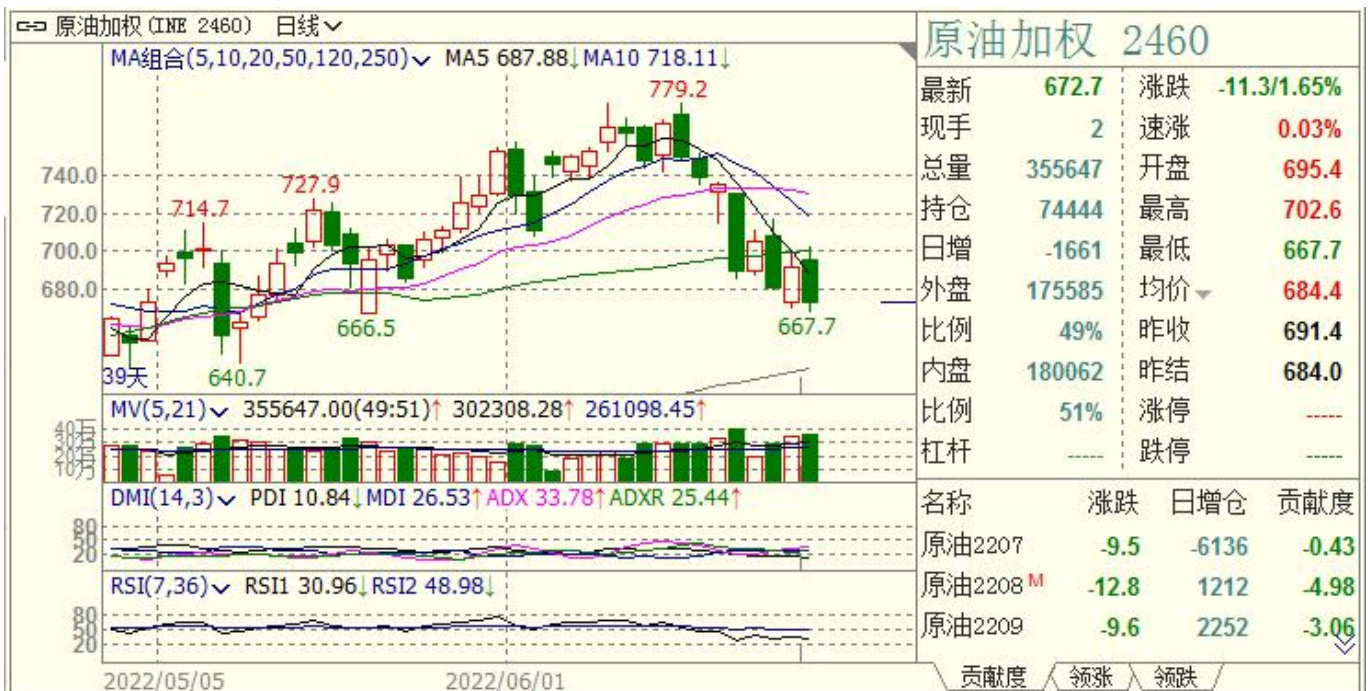 原油加权(INE 2460) 日线
MA组合(5,10,20,50,120,250) MA5 687.88↓MA10 718.11↓
779.2
740.0
727.9
720.0
714.7
700.0
680.0
666.5
667.7
39天
640.7
MV(5,21) 355647.00(49:51)↑ 302308.28↑ 261098.45↑
40万
30万
20万
10万
DMI(14,3) PDI 10.84↓MDI 26.53↑ADX 33.78↑ADXR 25.44↑
80
50
20
RSI(7,36) RSI1 30.96↓RSI2 48.98↓
80
50
20
2022/05/05 2022/06/01
原油加权 2460
最新 672.7 涨跌 -11.3/1.65%
现手 2 速涨 0.03%
总量 355647 开盘 695.4
持仓 74444 最高 702.6
日增 -1661 最低 667.7
外盘 175585 均价 684.4
比例 49% 昨收 691.4
内盘 180062 昨结 684.0
比例 51% 涨停 -----
杠杆 ----- 跌停 -----
名称 涨跌 日增仓 贡献度
原油2207 -9.5 -6136 -0.43
原油2208 M -12.8 1212 -4.98
原油2209 -9.6 2252 -3.06
贡献度 领涨 领跌